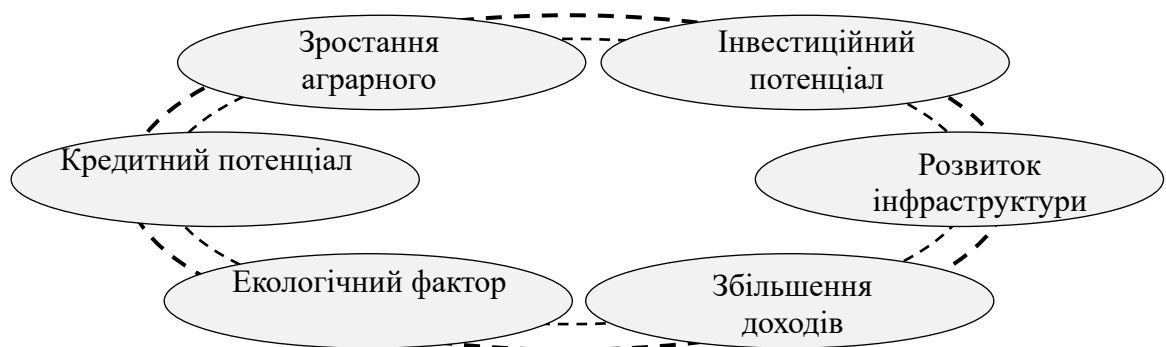 Зростання
аграрного
Інвестиційний
потенціал
Кредитний потенціал
Розвиток
інфраструктури
Екологічний фактор
Збільшення
доходів